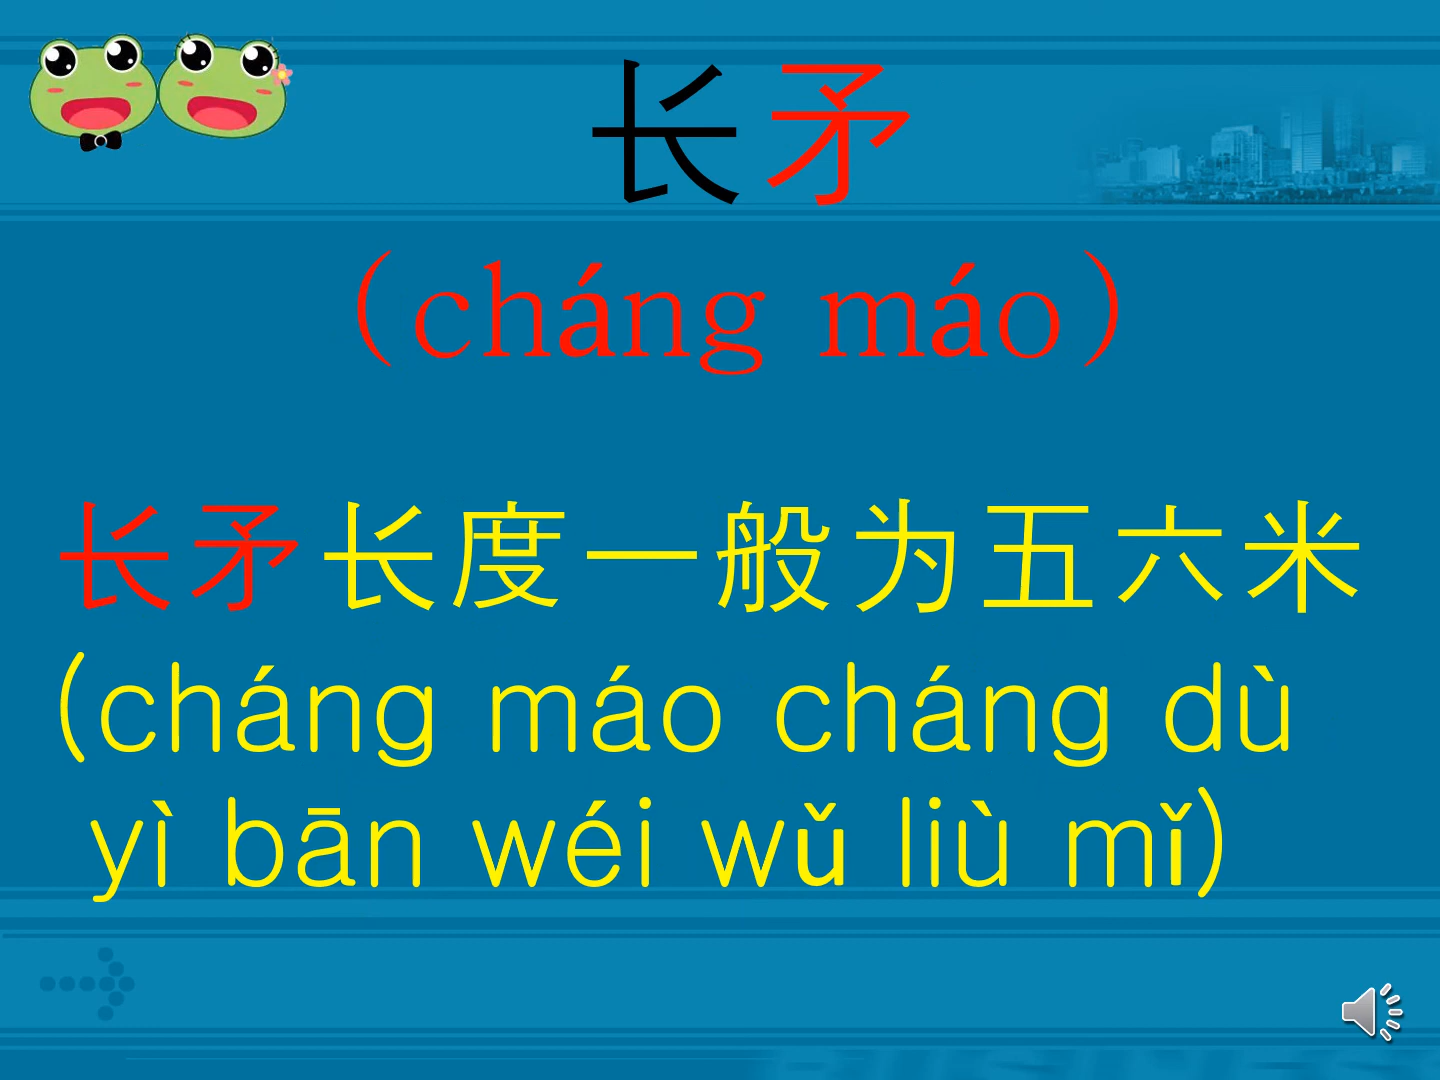 长矛
（cháng máo）
长矛长度一般为五六米
(cháng máo cháng dù
yì bān wéi wǔ liù mǐ)